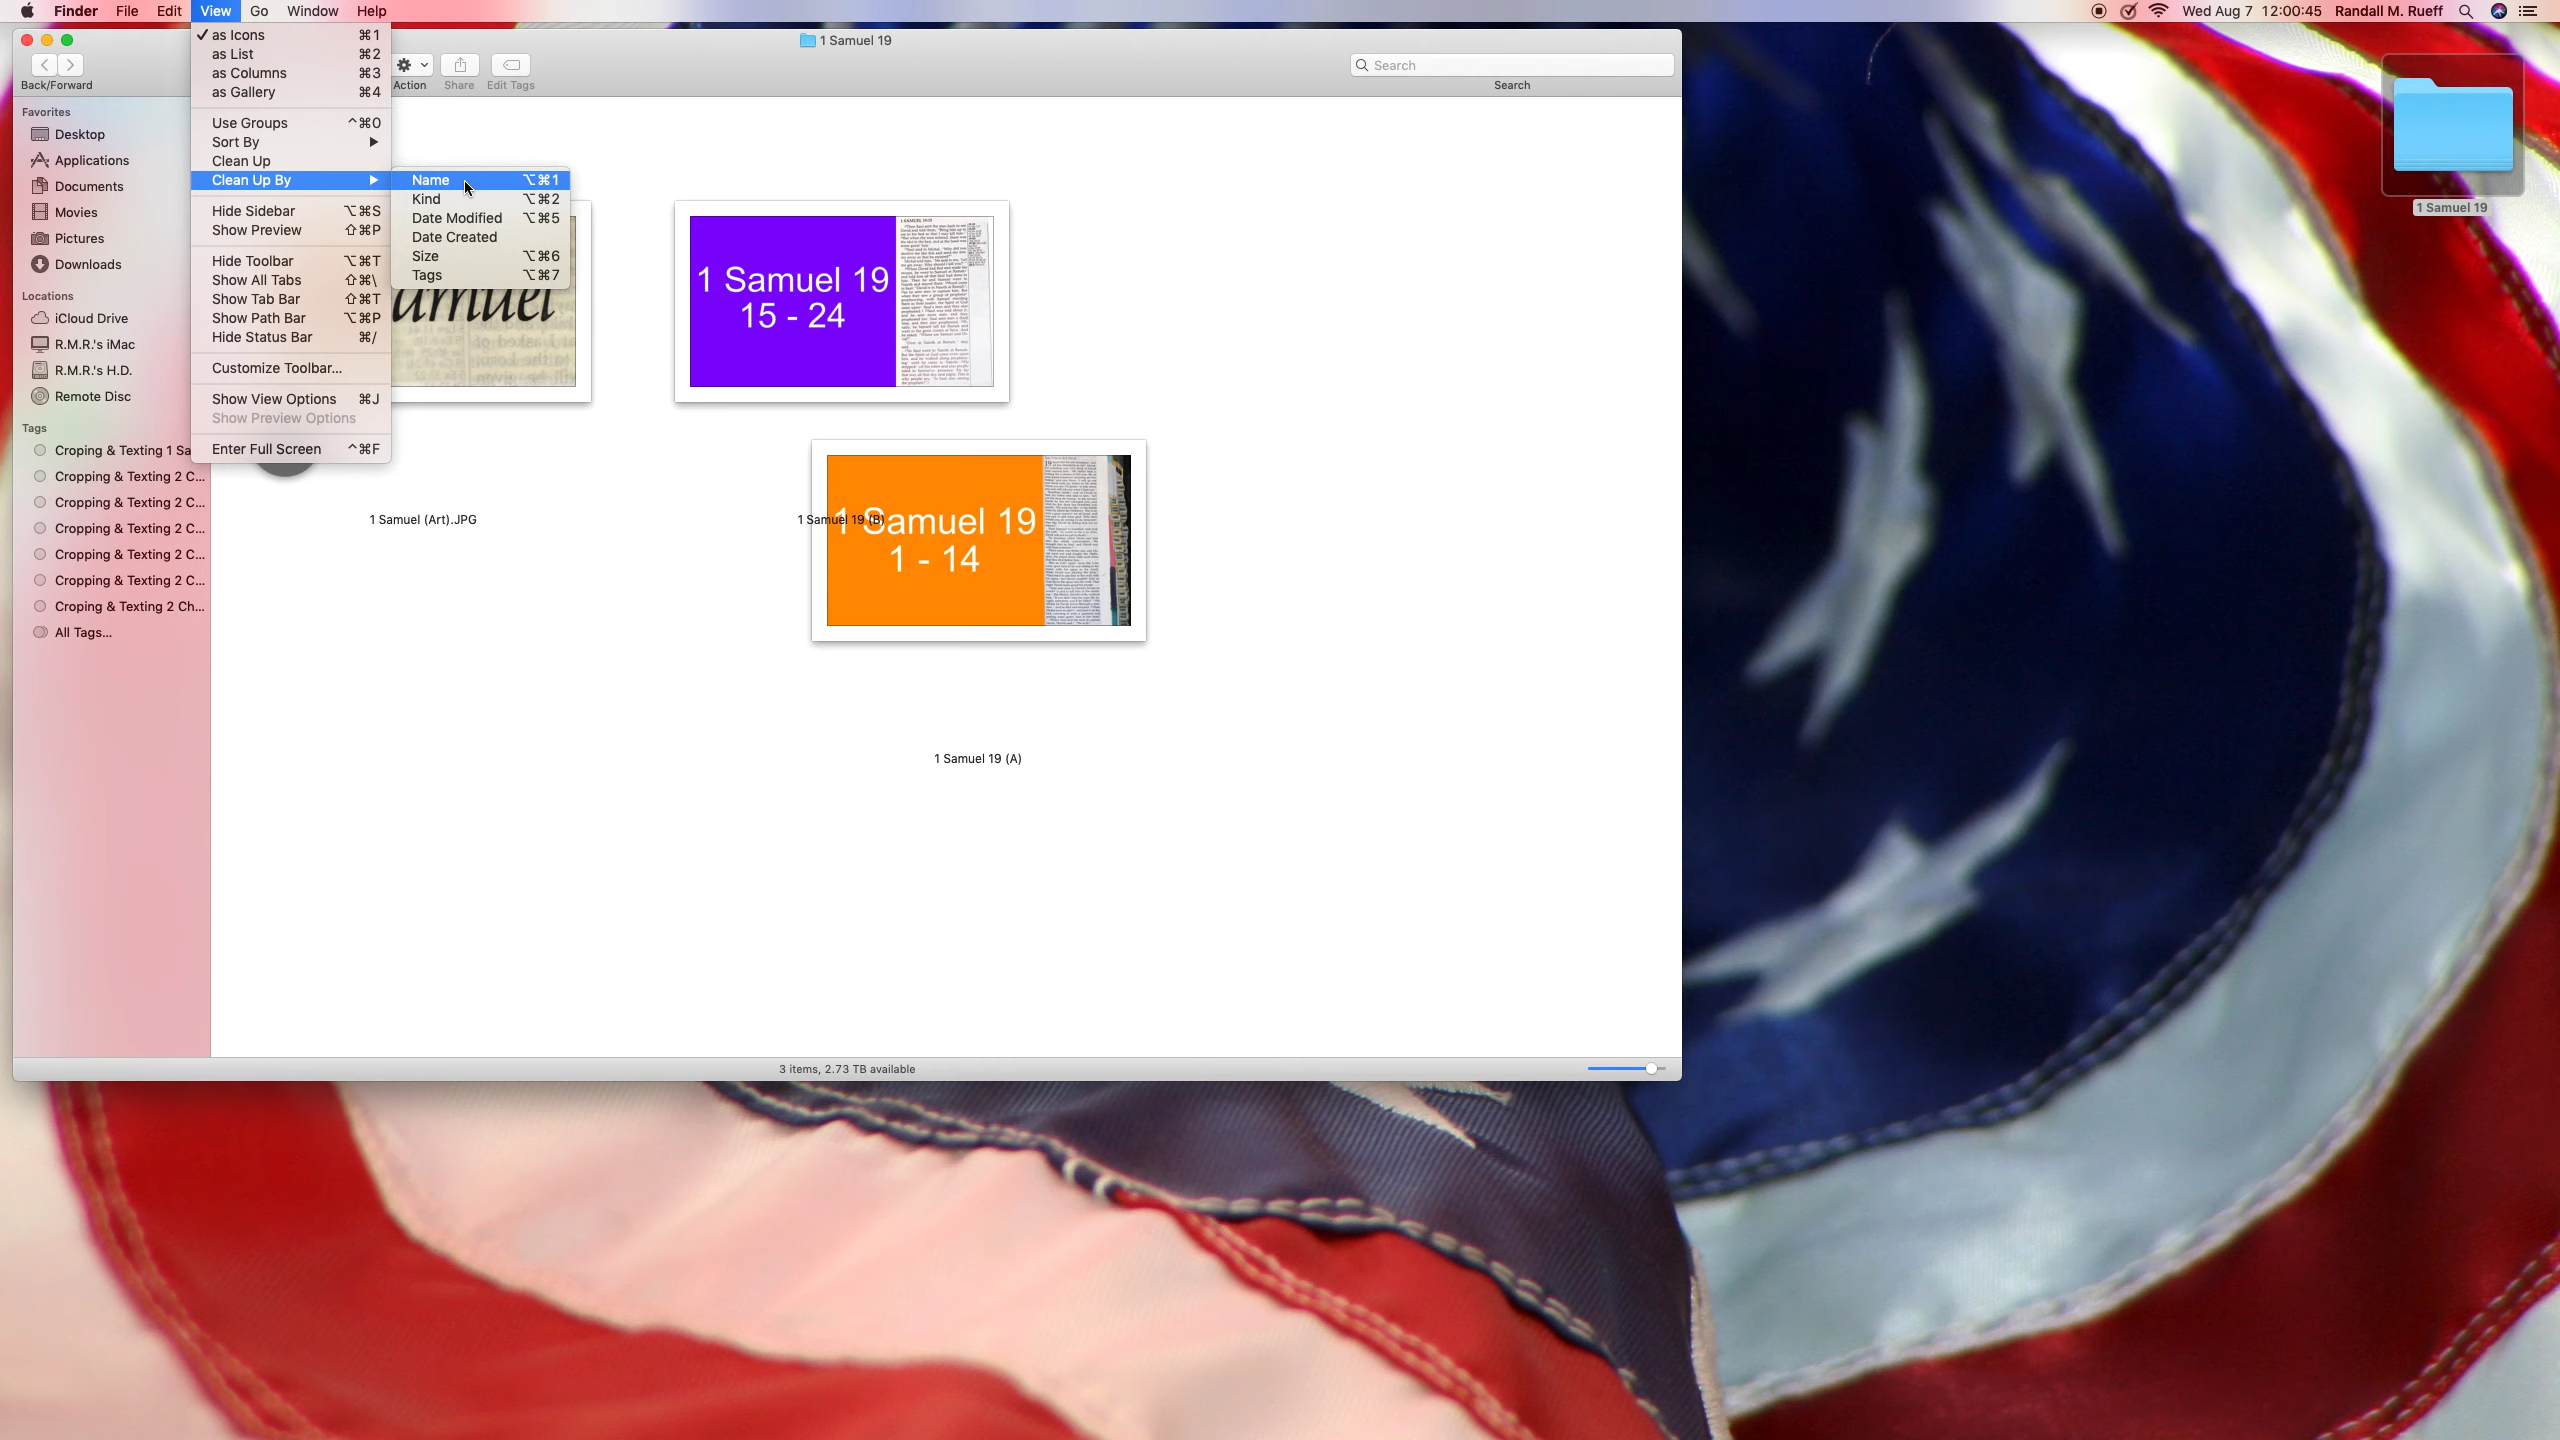 Finder File Edit View Go Window Help
Wed Aug 7 12:00:45 Randall M. Rueff
1 Samuel 19
Back/Forward
Action
Share
Edit Tags
Search
Search
Favorites
Desktop
Applications
Documents
Movies
Pictures
Downloads
Locations
iCloud Drive
R.M.R.'s iMac
R.M.R.'s H.D.
Remote Disc
Tags
Croping & Texting 1 Sa
Cropping & Texting 2 C...
Cropping & Texting 2 C...
Cropping & Texting 2 C...
Cropping & Texting 2 C...
Cropping & Texting 2 C...
Croping & Texting 2 Ch...
All Tags...
✓ as Icons ⌘1
as List ⌘2
as Columns ⌘3
as Gallery ⌘4
Use Groups ^⌘0
Sort By ▶
Clean Up
Clean Up By ▶
Hide Sidebar ⌥⌘S
Show Preview ⇧⌘P
Hide Toolbar ⌥⌘T
Show All Tabs ⇧⌘\
Show Tab Bar ⇧⌘T
Show Path Bar ⌥⌘P
Hide Status Bar ⌘/
Customize Toolbar...
Show View Options ⌘J
Show Preview Options
Enter Full Screen ^⌘F
Name ⌥⌘1
Kind ⌥⌘2
Date Modified ⌥⌘5
Date Created
Size ⌥⌘6
Tags ⌥⌘7
amuel
1 Samuel (Art).JPG
1 Samuel 19
15 - 24
1 Samuel 19 (B)
1 Samuel 19
1 - 14
1 Samuel 19 (A)
3 items, 2.73 TB available
1 Samuel 19